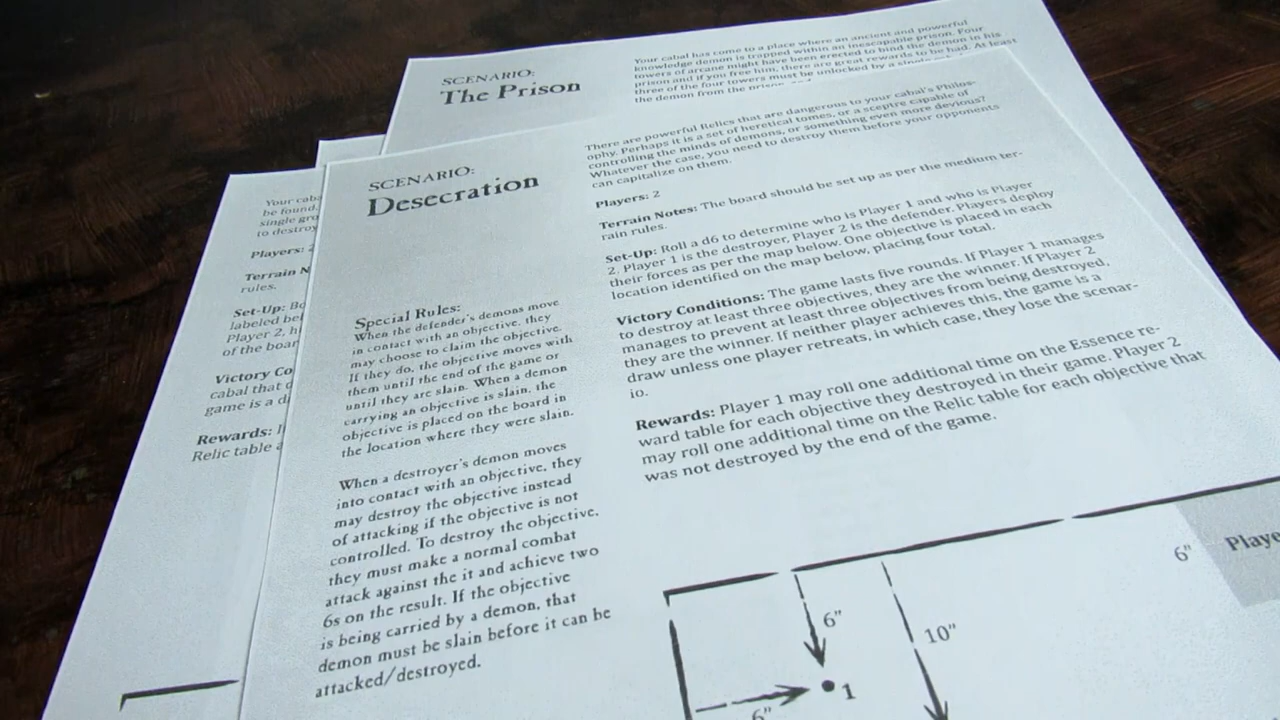 SCENARIO:
The Prison
Your cabal has come to a place where an ancient and powerful
knowledge demon is trapped within an inescapable prison. Four
towers of arcane might have been erected to bind the demon in his
prison and if you free him, there are great rewards to be had. At least
three of the four towers must be unlocked by a single
the demon from the prison
SCENARIO:
Desecration
There are powerful Relics that are dangerous to your cabal's Philos-
ophy. Perhaps it is a set of heretical tomes, or a sceptre capable of
controlling the minds of demons, or something even more devious?
Whatever the case, you need to destroy them before your opponents
can capitalize on them.
Players: 2
Terrain Notes: The board should be set up as per the medium ter-
rain rules.
Set-Up: Roll a d6 to determine who is Player 1 and who is Player
2. Player 1 is the destroyer, Player 2 is the defender. Players deploy
their forces as per the map below. One objective is placed in each
location identified on the map below, placing four total.
Victory Conditions: The game lasts five rounds. If Player 1 manages
to destroy at least three objectives, they are the winner. If Player 2
manages to prevent at least three objectives from being destroyed,
they are the winner. If neither player achieves this, the game is a
draw unless one player retreats, in which case, they lose the scenar-
io.
Rewards: Player 1 may roll one additional time on the Essence re-
ward table for each objective they destroyed in their game. Player 2
may roll one additional time on the Relic table for each objective that
was not destroyed by the end of the game.
Special Rules:
When the defender's demons move
in contact with an objective, they
may choose to claim the objective.
If they do, the objective moves with
them until the end of the game or
until they are slain. When a demon
carrying an objective is slain, the
objective is placed on the board in
the location where they were slain.
When a destroyer's demon moves
into contact with an objective, they
may destroy the objective instead
of attacking if the objective is not
controlled. To destroy the objective,
they must make a normal combat
attack against the it and achieve two
6s on the result. If the objective
is being carried by a demon, that
demon must be slain before it can be
attacked/destroyed.
6"
10"
6"
Playe
1
6"
Your caba
be found.
single gro
to destroy
Players:
Terrain N
rules.
Set-Up: Bo
labeled bel
Player 2, h
of the boar
Victory Co
cabal that d
game is a d
Rewards: I
Relic table a